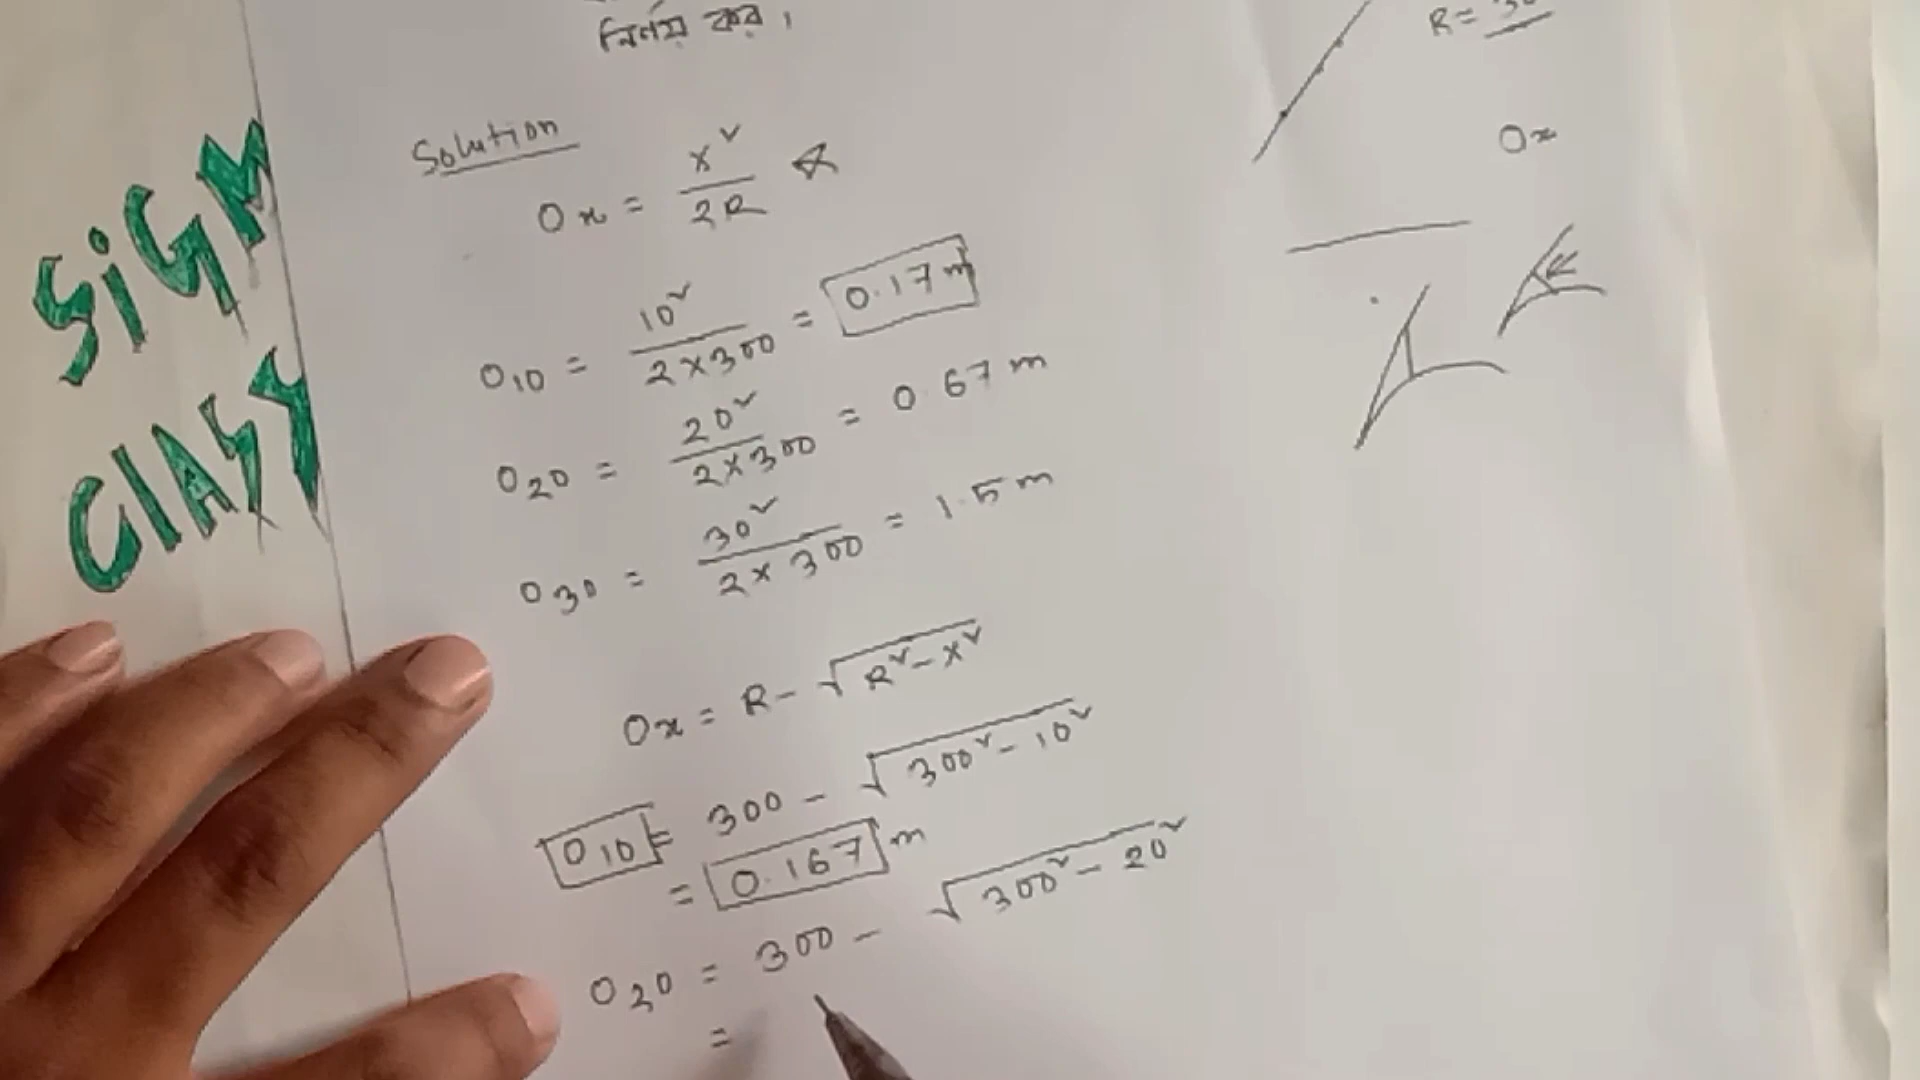 নির্ণয় কর।
R = 30
Solution
Ox = x² / 2R
Ox
O10 = 10² / 2×300 = 0.17 m
O20 = 20² / 2×300 = 0.67 m
O30 = 30² / 2×300 = 1.5 m
Ox = R - √R² - x²
O10 = 300 - √300² - 10²
= 0.167 m
O20 = 300 - √300² - 20²
=
SiGM
ClASS